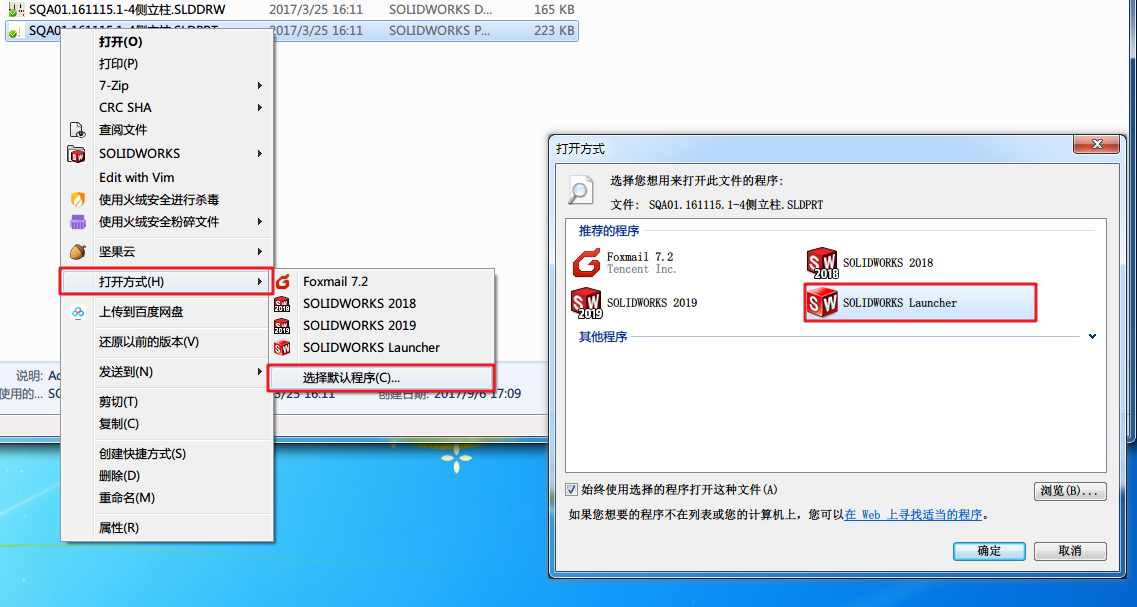 SQA01.161115.1-4侧立柱.SLDDRW 2017/3/25 16:11 SOLIDWORKS D... 165 KB
2017/3/25 16:11 SOLIDWORKS P... 223 KB
打开(O)
打印(P)
7-Zip
CRC SHA
查阅文件
SOLIDWORKS
Edit with Vim
使用火绒安全进行杀毒
使用火绒安全粉碎文件
坚果云
打开方式(H)
上传到百度网盘
还原以前的版本(V)
发送到(N)
剪切(T)
复制(C)
创建快捷方式(S)
删除(D)
重命名(M)
属性(R)
Foxmail 7.2
SOLIDWORKS 2018
SOLIDWORKS 2019
SOLIDWORKS Launcher
选择默认程序(C)...
说明:
使用的...
3/25 16:11 创建日期: 2017/9/6 17:09
打开方式
选择您想用来打开此文件的程序:
文件: SQA01.161115.1-4侧立柱.SLDPRT
推荐的程序
Foxmail 7.2
Tencent Inc.
SW 2018 SOLIDWORKS 2018
SW 2019 SOLIDWORKS 2019
SW SOLIDWORKS Launcher
其他程序
始终使用选择的程序打开这种文件(A)
浏览(B)...
如果您想要的程序不在列表或您的计算机上，您可以在 Web 上寻找适当的程序。
确定 取消